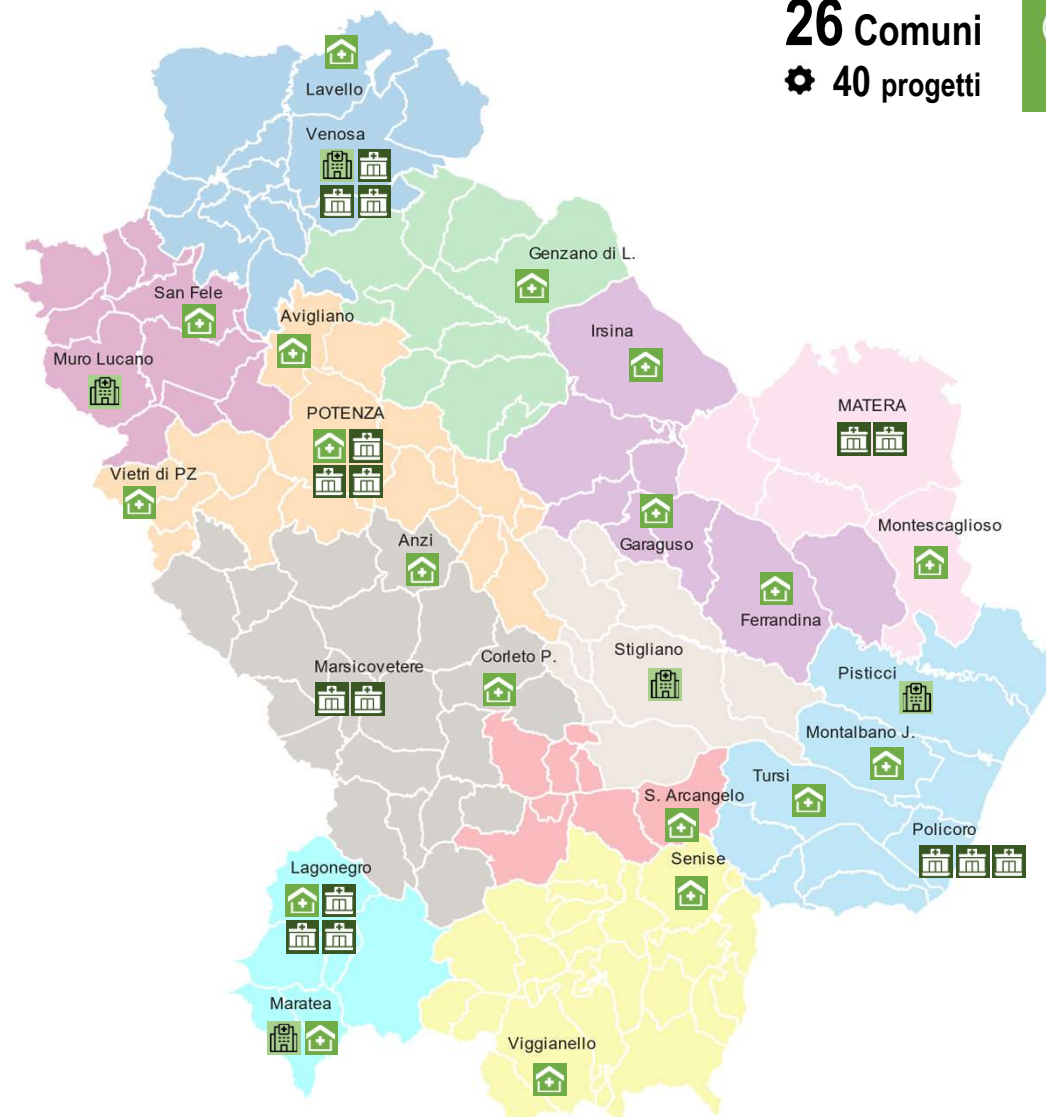 26 Comuni
40 progetti
Lavello
Venosa
Genzano di L.
San Fele
Avigliano
Irsina
Muro Lucano
POTENZA
MATERA
Vietri di PZ
Montescaglioso
Anzi
Garaguso
Ferrandina
Stigliano
Corleto P.
Marsicovetere
Pisticci
Montalbano J.
Tursi
S. Arcangelo
Policoro
Senise
Lagonegro
Maratea
Viggianello